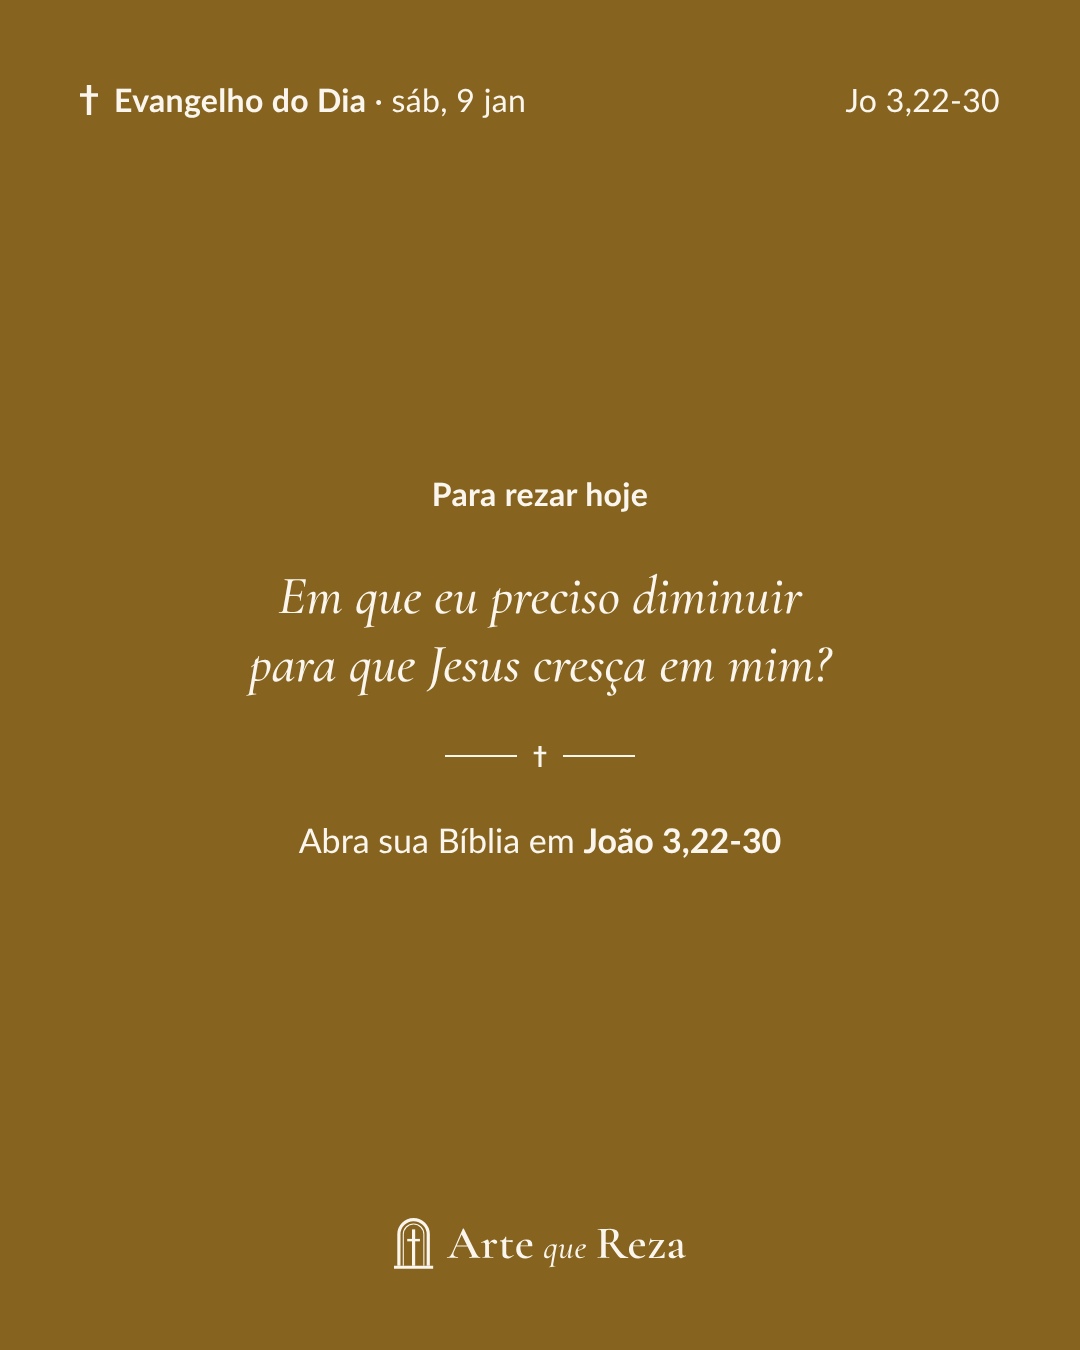 † Evangelho do Dia · sáb, 9 jan
Jo 3,22-30
Para rezar hoje
Em que eu preciso diminuir
para que Jesus cresça em mim?
†
Abra sua Bíblia em João 3,22-30
Arte que Reza